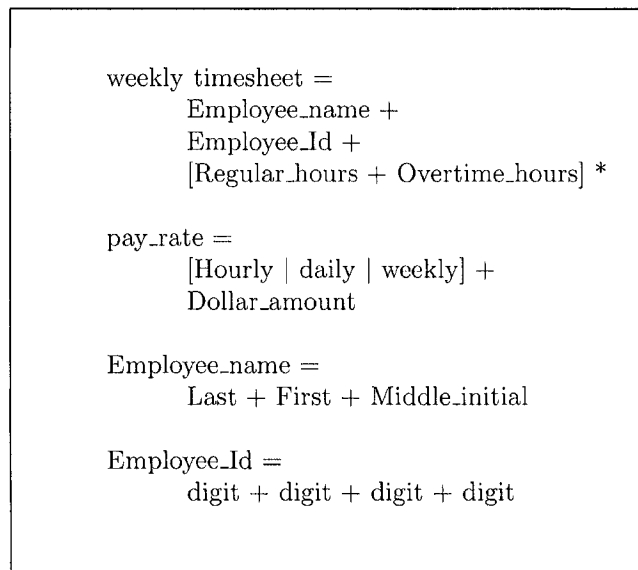 weekly timesheet =
Employee_name +
Employee_Id +
[Regular_hours + Overtime_hours] *
pay_rate =
[Hourly | daily | weekly] +
Dollar_amount
Employee_name =
Last + First + Middle_initial
Employee_Id =
digit + digit + digit + digit